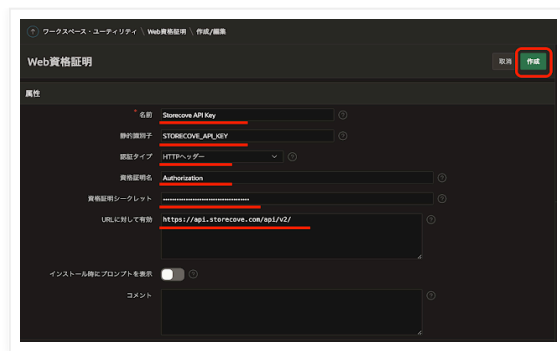 ワークスペース・ユーティリティ \ Web資格証明 \ 作成/編集
Web資格証明
取消 作成
属性
* 名前 Storecove API Key
静的識別子 STORECOVE_API_KEY
認証タイプ HTTPヘッダー
資格証明名 Authorization
資格証明シークレット ••••••••••••••••••••••••••••••••••••
URLに対して有効 https://api.storecove.com/api/v2/
インストール時にプロンプトを表示
コメント